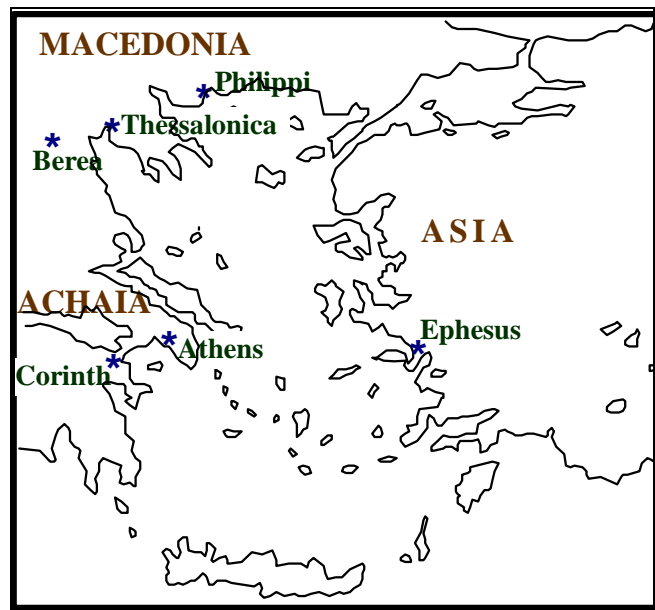 MACEDONIA
Philippi
Thessalonica
Berea
ASIA
ACHAIA
Ephesus
Athens
Corinth